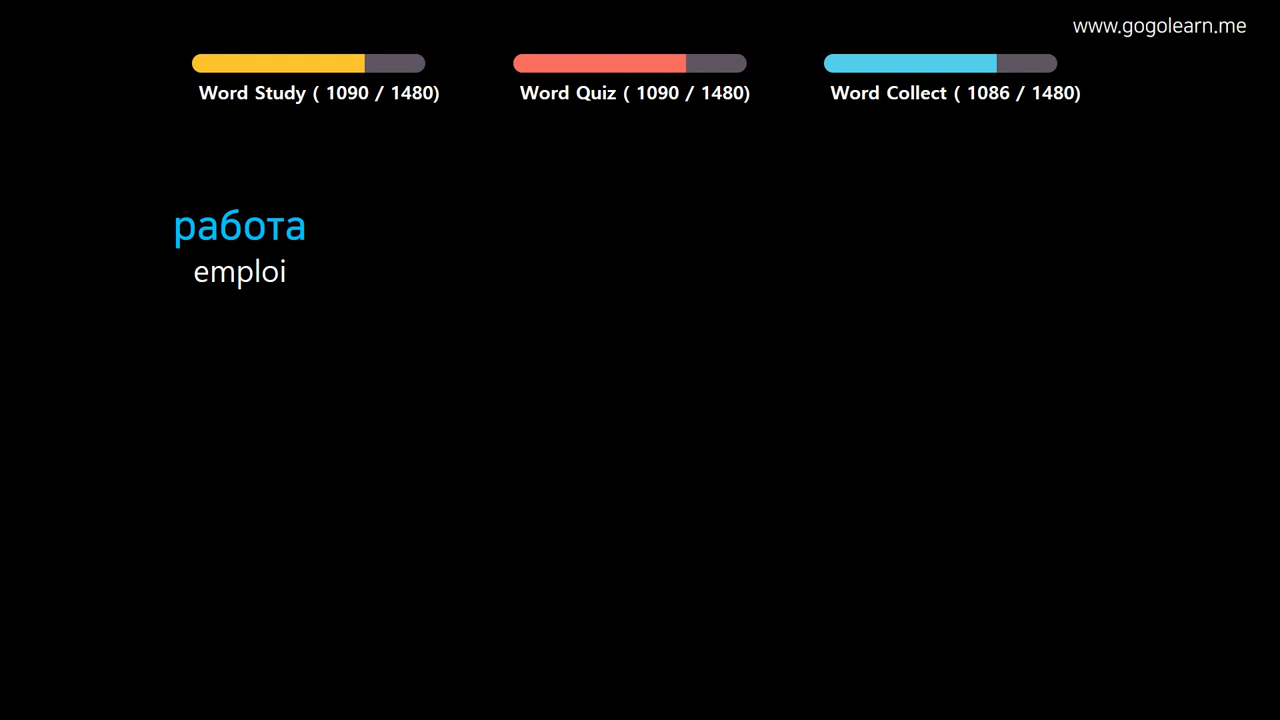 www.gogolearn.me
Word Study ( 1090 / 1480)
Word Quiz ( 1090 / 1480)
Word Collect ( 1086 / 1480)
работа
emploi